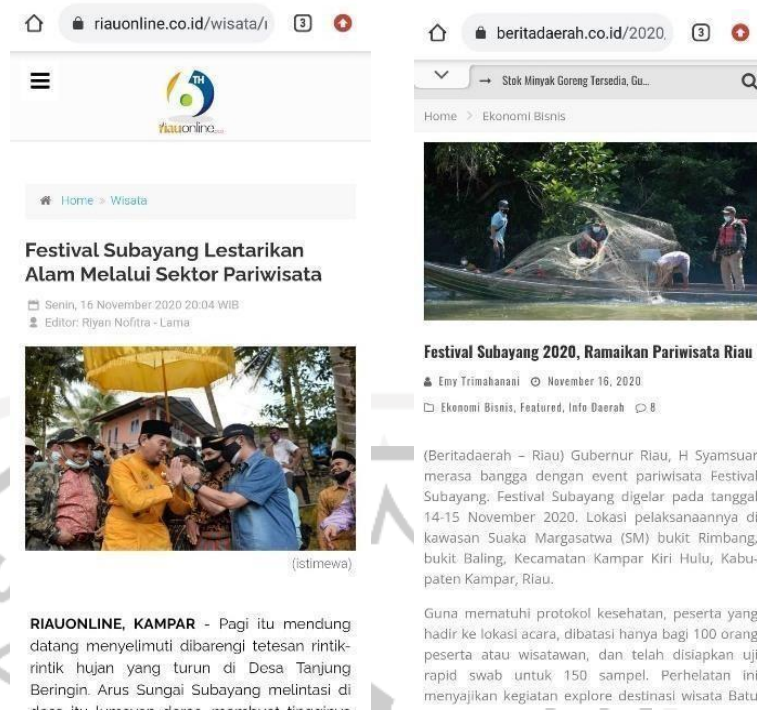 riauonline.co.id/wisata/
3
6TH
riauonline
Home » Wisata
Festival Subayang Lestarikan
Alam Melalui Sektor Pariwisata
Senin, 16 November 2020 20:04 WIB
Editor: Riyan Nofitra - Lama
(istimewa)
RIAUONLINE, KAMPAR - Pagi itu mendung
datang menyelimuti dibarengi tetesan rintik-
rintik hujan yang turun di Desa Tanjung
Beringin. Arus Sungai Subayang melintasi di
desa itu lumayan deras, membuat tingginya
beritadaerah.co.id/2020
3
→ Stok Minyak Goreng Tersedia, Gu...
Home > Ekonomi Bisnis
Festival Subayang 2020, Ramaikan Pariwisata Riau
Emy Trimahanani November 16, 2020
Ekonomi Bisnis, Featured, Info Daerah 8
(Beritadaerah – Riau) Gubernur Riau, H Syamsuar
merasa bangga dengan event pariwisata Festival
Subayang. Festival Subayang digelar pada tanggal
14-15 November 2020. Lokasi pelaksanaannya di
kawasan Suaka Margasatwa (SM) bukit Rimbang,
bukit Baling, Kecamatan Kampar Kiri Hulu, Kabu-
paten Kampar, Riau.
Guna mematuhi protokol kesehatan, peserta yang
hadir ke lokasi acara, dibatasi hanya bagi 100 orang
peserta atau wisatawan, dan telah disiapkan uji
rapid swab untuk 150 sampel. Perhelatan ini
menyajikan kegiatan explore destinasi wisata Batu